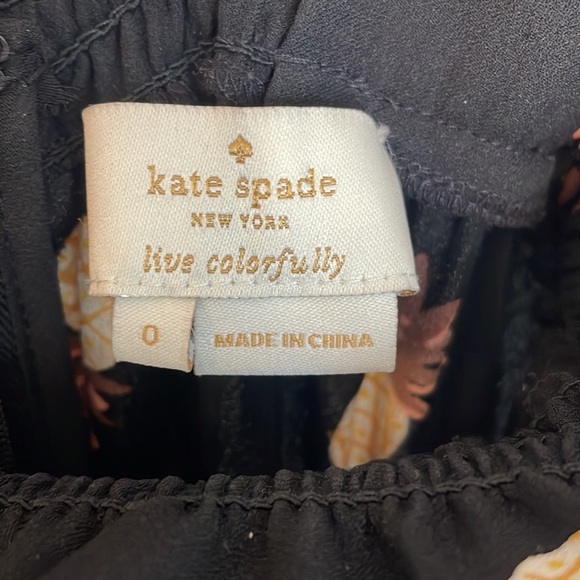 kate spade
NEW YORK
live colorfully
0
MADE IN CHINA